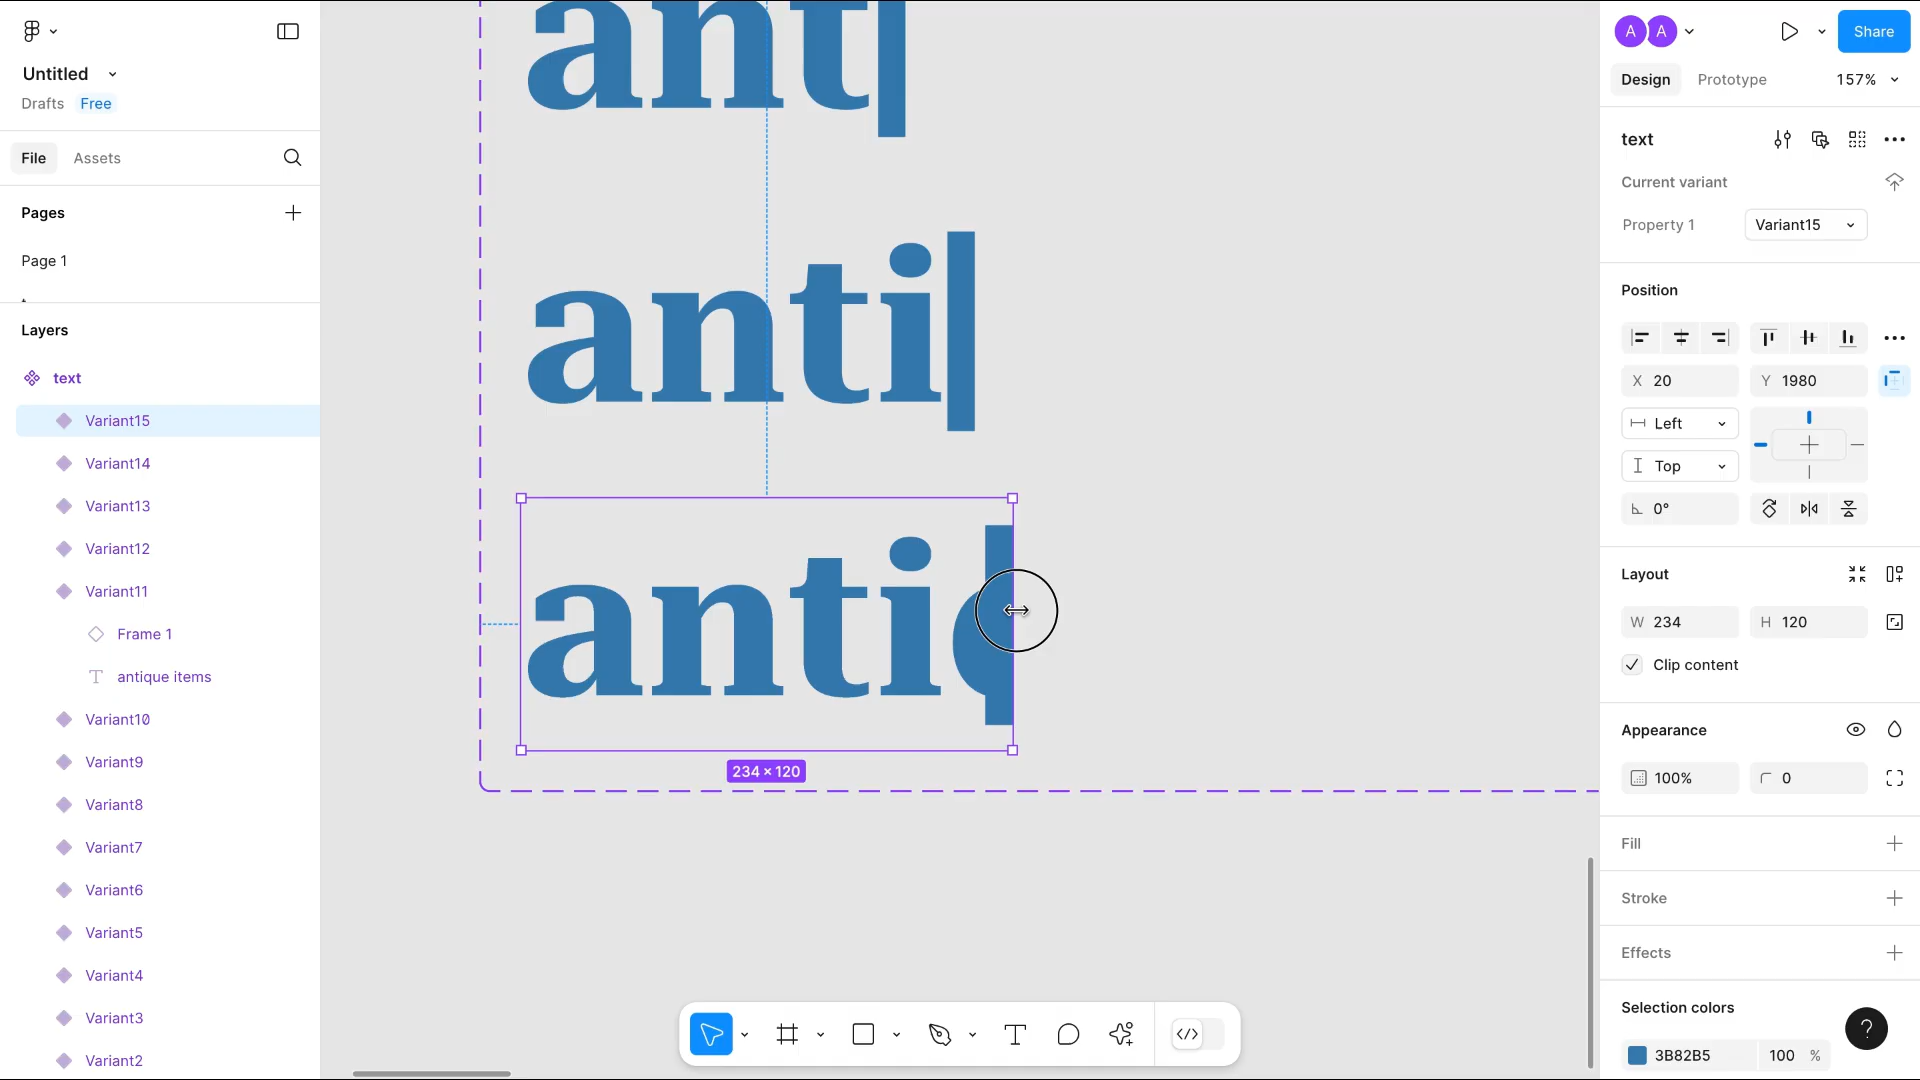 Untitled
Drafts Free
File Assets
Pages
Page 1
Layers
text
Variant15
Variant14
Variant13
Variant12
Variant11
Frame 1
antique items
Variant10
Variant9
Variant8
Variant7
Variant6
Variant5
Variant4
Variant3
Variant2
ant
anti
antiq
234 × 120
A A
Share
Design Prototype 157%
text
Current variant
Property 1 Variant15
Position
X 20 Y 1980
Left
Top
0°
Layout
W 234 H 120
Clip content
Appearance
100% 0
Fill
Stroke
Effects
Selection colors
3B82B5 100 %
?